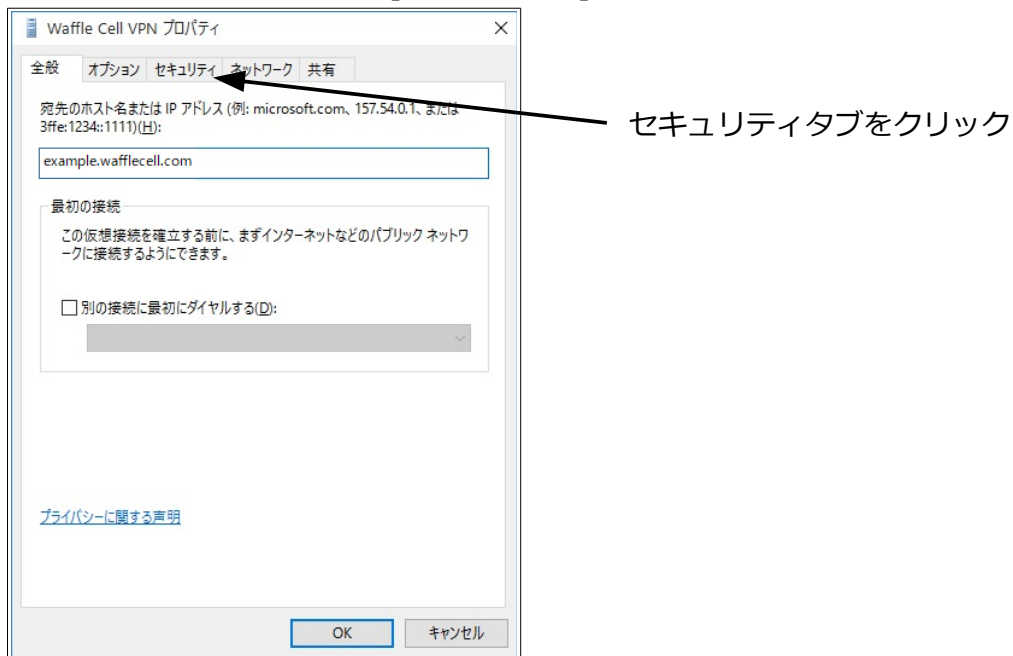 Waffle Cell VPN プロパティ
全般 オプション セキュリティ ネットワーク 共有
宛先のホスト名または IP アドレス (例: microsoft.com、157.54.0.1、または
3ffe:1234::1111)(H):
セキュリティタブをクリック
example.wafflecell.com
最初の接続
この仮想接続を確立する前に、まずインターネットなどのパブリック ネットワ
ークに接続するようにできます。
別の接続に最初にダイヤルする(D):
プライバシーに関する声明
OK キャンセル